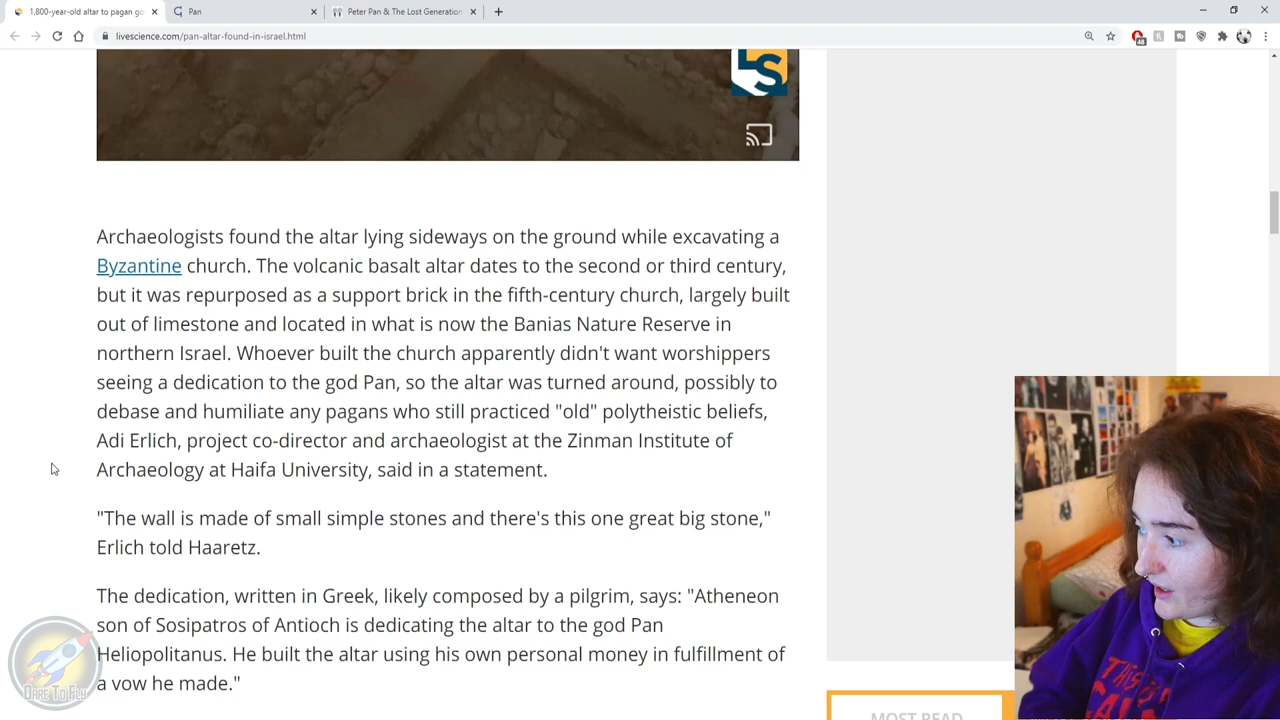 1,800-year-old altar to pagan go
Pan
Peter Pan & The Lost Generation
livescience.com/pan-altar-found-in-israel.html
48
LS
Archaeologists found the altar lying sideways on the ground while excavating a
Byzantine church. The volcanic basalt altar dates to the second or third century,
but it was repurposed as a support brick in the fifth-century church, largely built
out of limestone and located in what is now the Banias Nature Reserve in
northern Israel. Whoever built the church apparently didn't want worshippers
seeing a dedication to the god Pan, so the altar was turned around, possibly to
debase and humiliate any pagans who still practiced "old" polytheistic beliefs,
Adi Erlich, project co-director and archaeologist at the Zinman Institute of
Archaeology at Haifa University, said in a statement.
"The wall is made of small simple stones and there's this one great big stone,"
Erlich told Haaretz.
The dedication, written in Greek, likely composed by a pilgrim, says: "Atheneon
son of Sosipatros of Antioch is dedicating the altar to the god Pan
Heliopolitanus. He built the altar using his own personal money in fulfillment of
a vow he made."
MOST READ
DARE TO FLY
THIS IS